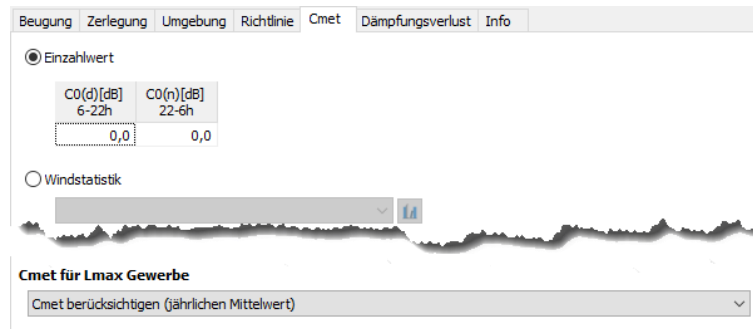 Beugung Zerlegung Umgebung Richtlinie Cmet Dämpfungsverlust Info
Einzahlwert
C0(d)[dB] C0(n)[dB]
6-22h 22-6h
0,0 0,0
Windstatistik
Cmet für Lmax Gewerbe
Cmet berücksichtigen (jährlichen Mittelwert)